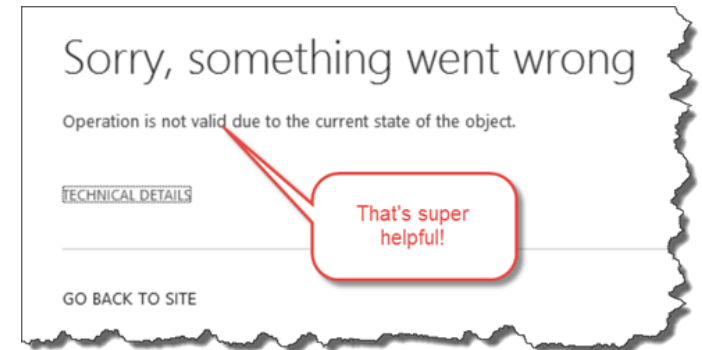 Sorry, something went wrong
Operation is not valid due to the current state of the object.
TECHNICAL DETAILS
That's super
helpful!
GO BACK TO SITE